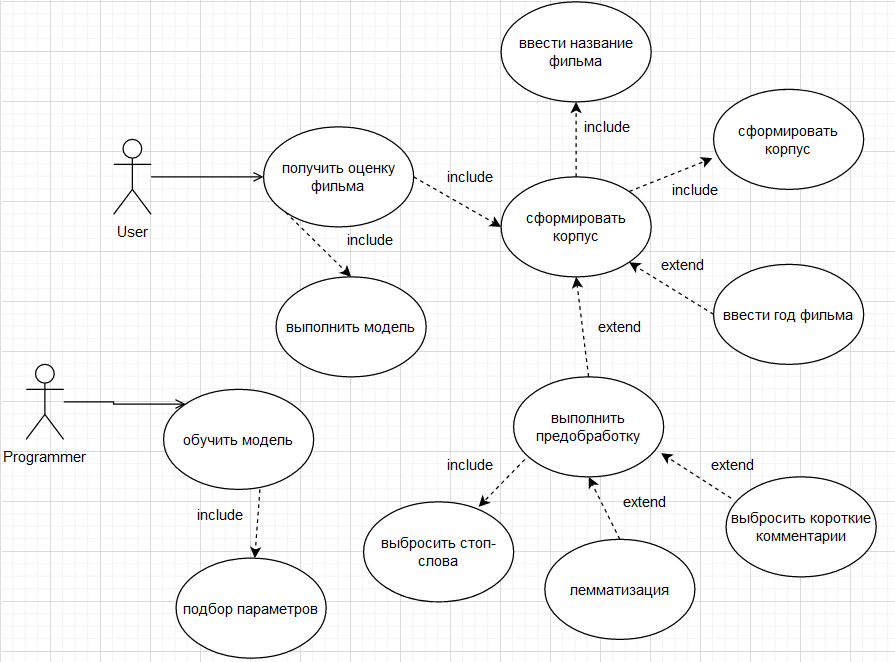 ввести название
фильма
include
сформировать
корпус
получить оценку
фильма
include
include
сформировать
корпус
User
include
extend
ввести год фильма
выполнить модель
extend
Programmer
обучить модель
выполнить
предобработку
include
extend
include
extend
выбросить короткие
комментарии
выбросить стоп-
слова
лемматизация
подбор параметров